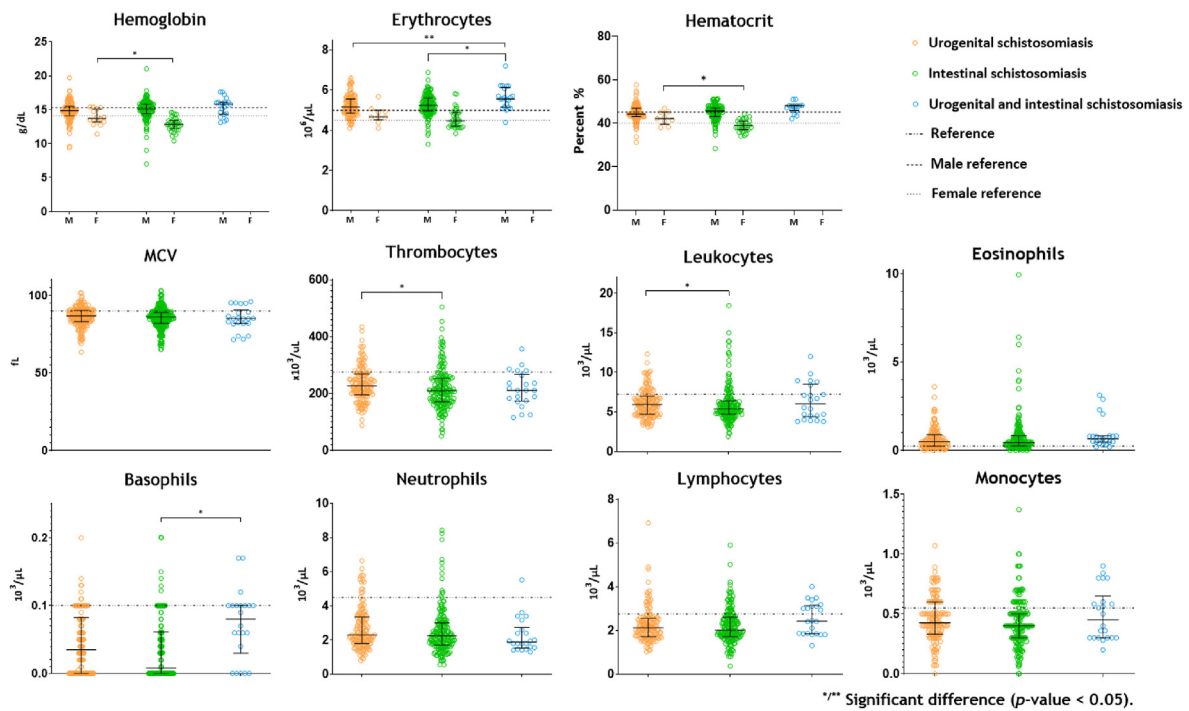 Hemoglobin
Erythrocytes
Hematocrit
25
20
15
10
5
0
g/dL
*
M F M F M F
8
6
4
2
0
10⁶/µL
**
*
M F M F M F
80
60
40
20
0
Percent %
*
M F M F M F
Urogenital schistosomiasis
Intestinal schistosomiasis
Urogenital and intestinal schistosomiasis
Reference
Male reference
Female reference
MCV
Thrombocytes
Leukocytes
Eosinophils
100
50
0
fL
600
400
200
0
x10³/uL
*
20
15
10
5
0
10³/µL
*
10
5
0
10³/µL
Basophils
Neutrophils
Lymphocytes
Monocytes
0.2
0.1
0.0
10³/µL
*
10
8
6
4
2
0
10³/µL
8
6
4
2
0
10³/µL
1.5
1.0
0.5
0.0
10³/µL
*/** Significant difference (p-value < 0.05).